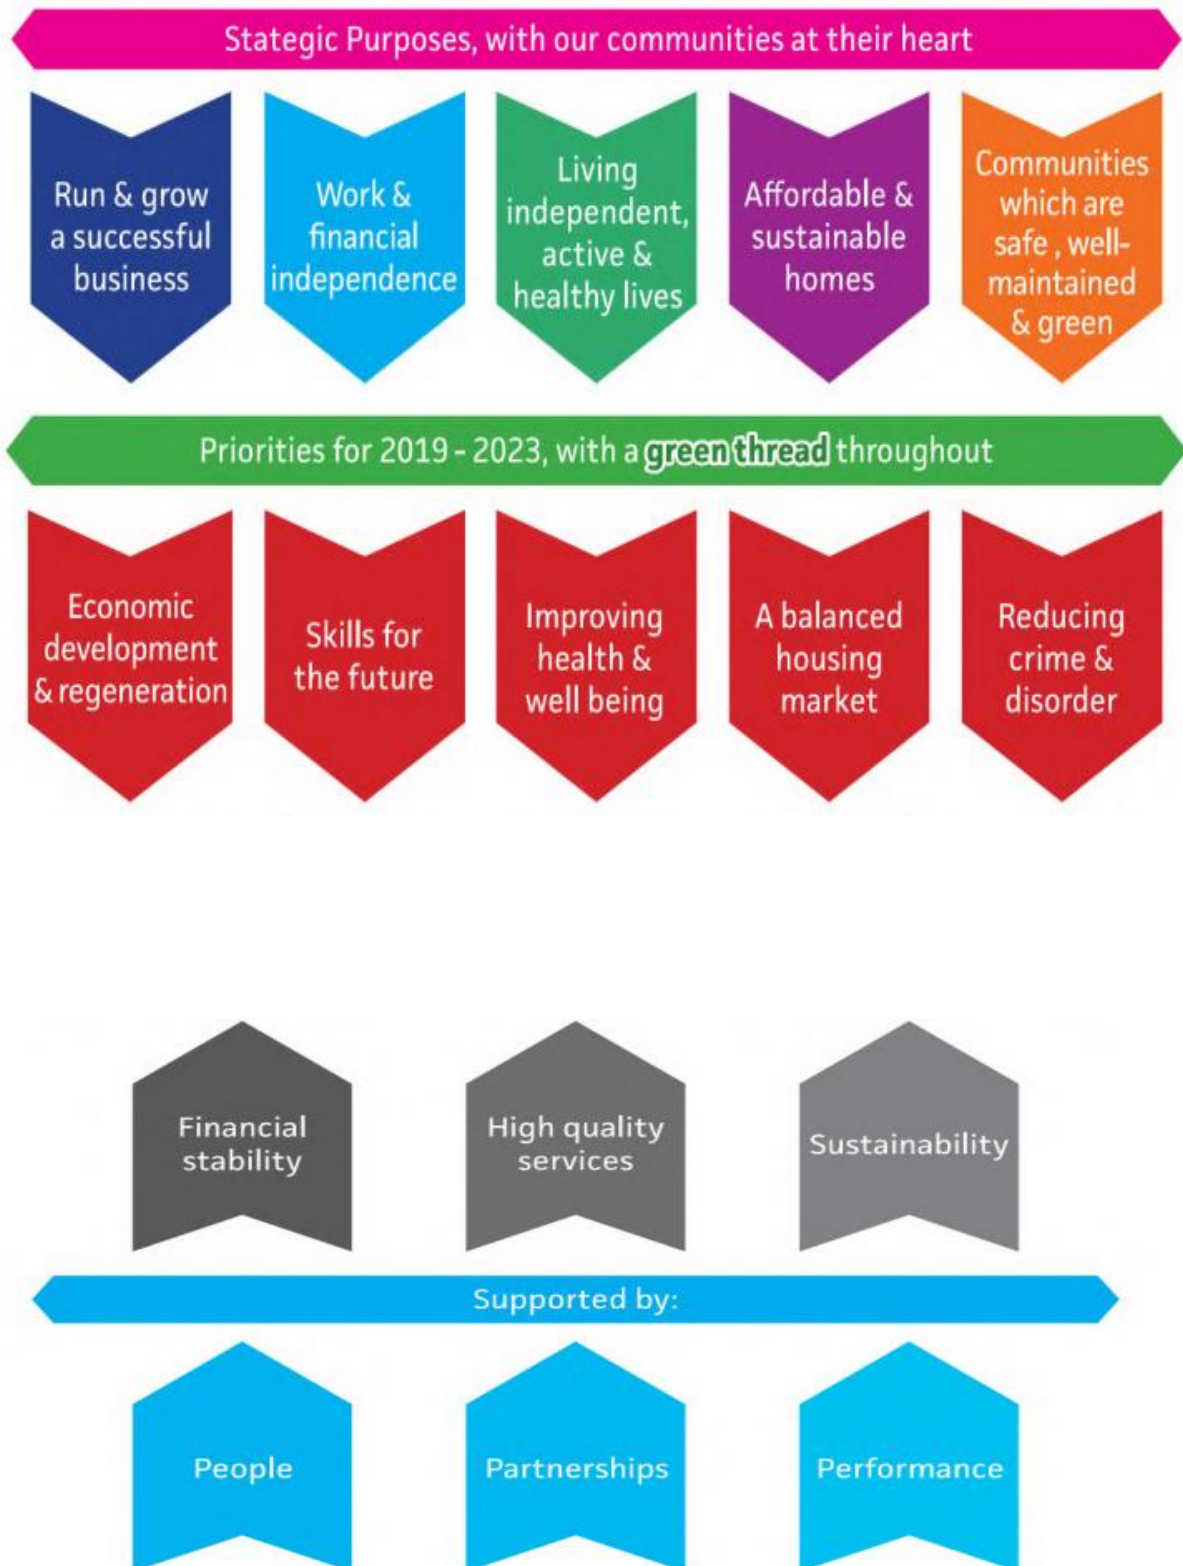 Stategic Purposes, with our communities at their heart
Run & grow
a successful
business
Work &
financial
independence
Living
independent,
active &
healthy lives
Affordable &
sustainable
homes
Communities
which are
safe , well-
maintained
& green
Priorities for 2019 - 2023, with a green thread throughout
Economic
development
& regeneration
Skills for
the future
Improving
health &
well being
A balanced
housing
market
Reducing
crime &
disorder
Financial
stability
High quality
services
Sustainability
Supported by:
People
Partnerships
Performance